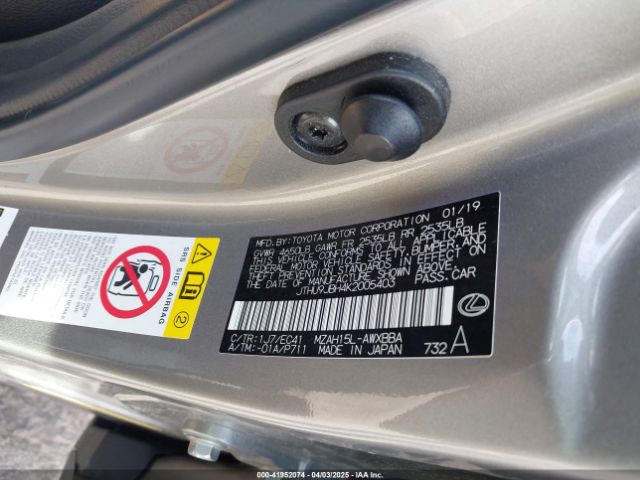 MFD.BY:TOYOTA MOTOR CORPORATION 01/19
GVWR 4650LB GAWR FR 2535LB RR 2535LB
THIS VEHICLE CONFORMS TO ALL APPLICABLE
FEDERAL MOTOR VEHICLE SAFETY, BUMPER, AND
THEFT PREVENTION STANDARDS IN EFFECT ON
THE DATE OF MANUFACTURE SHOWN ABOVE.
PASS.CAR
C/TR:1J7/EC41 MZAH15L-AWXBBA
A/TM:-01A/P711 MADE IN JAPAN 732 A
SRS SIDE AIRBAG
2
000-41952074 - 04/03/2025 - IAAI.COM